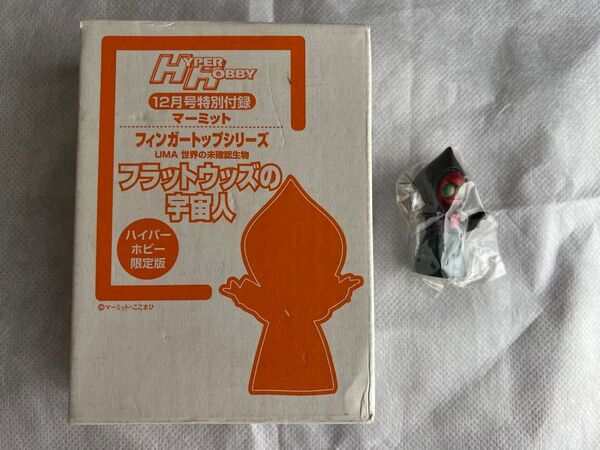 HYPER HOBBY
12月号特別付録
マーミット
フィンガートップシリーズ
UMA 世界の未確認生物
フラットウッズの
宇宙人
ハイパー
ホビー
限定版
©マーミット・ここまひ